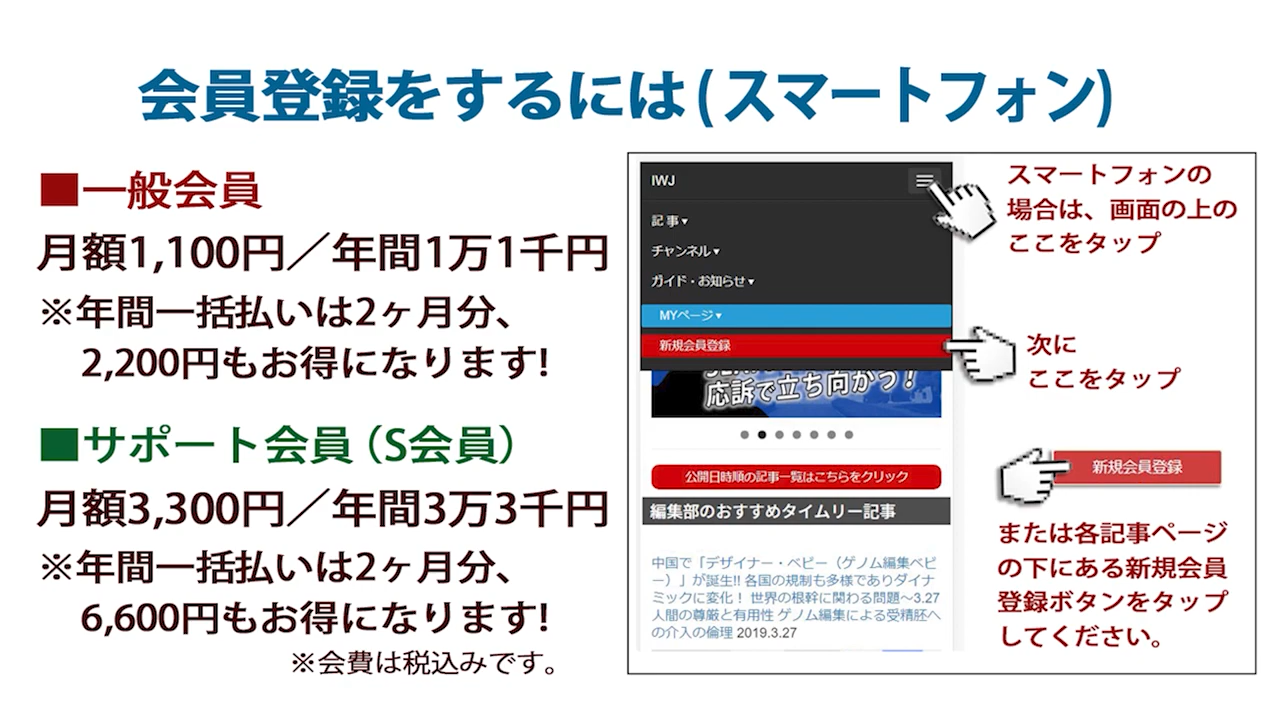 会員登録をするには(スマートフォン)
■一般会員
月額1,100円／年間1万1千円
※年間一括払いは2ヶ月分、
2,200円もお得になります!
■サポート会員（S会員）
月額3,300円／年間3万3千円
※年間一括払いは2ヶ月分、
6,600円もお得になります!
※会費は税込みです。
IWJ
記事▾
チャンネル▾
ガイド・お知らせ▾
MYページ▾
新規会員登録
応訴で立ち向かう！
公開日時順の記事一覧はこちらをクリック
編集部のおすすめタイムリー記事
中国で「デザイナー・ベビー（ゲノム編集ベビ
ー）」が誕生!! 各国の規制も多様でありダイナ
ミックに変化！ 世界の根幹に関わる問題～3.27
人間の尊厳と有用性 ゲノム編集による受精胚へ
の介入の倫理 2019.3.27
スマートフォンの
場合は、画面の上の
ここをタップ
次に
ここをタップ
新規会員登録
または各記事ページ
の下にある新規会員
登録ボタンをタップ
してください。